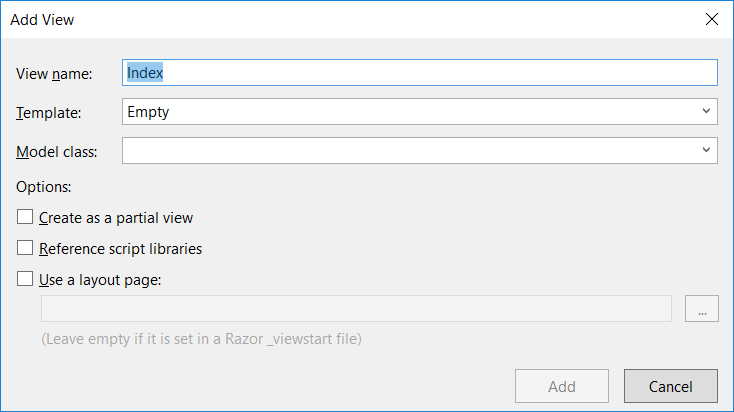 Add View
View name: Index
Template: Empty
Model class:
Options:
Create as a partial view
Reference script libraries
Use a layout page:
...
(Leave empty if it is set in a Razor _viewstart file)
Add Cancel